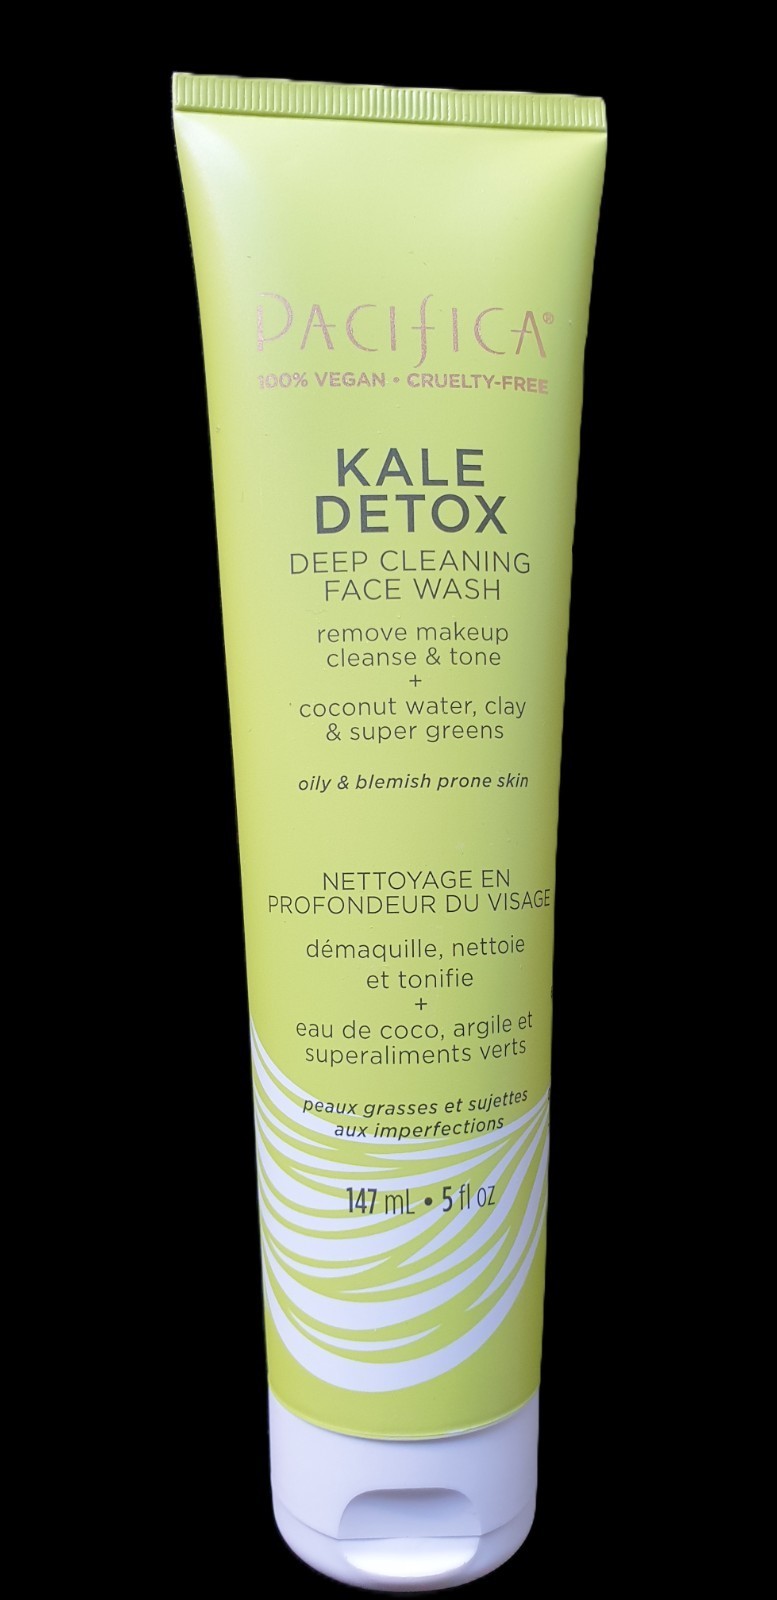 PACIFICA®
100% VEGAN • CRUELTY-FREE
KALE
DETOX
DEEP CLEANING
FACE WASH
remove makeup
cleanse & tone
+
coconut water, clay
& super greens
oily & blemish prone skin
NETTOYAGE EN
PROFONDEUR DU VISAGE
démaquille, nettoie
et tonifie
+
eau de coco, argile et
superaliments verts
peaux grasses et sujettes
aux imperfections
147 mL • 5 fl oz